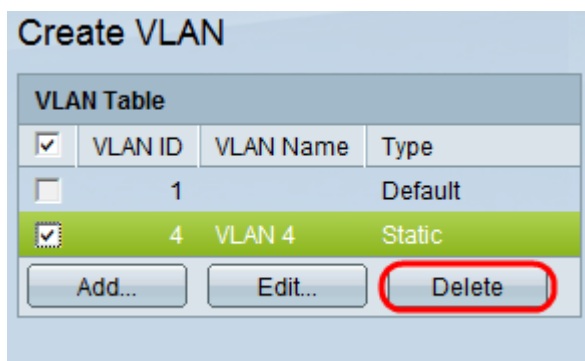 Create VLAN
VLAN Table
VLAN ID VLAN Name Type
1 Default
4 VLAN 4 Static
Add... Edit... Delete